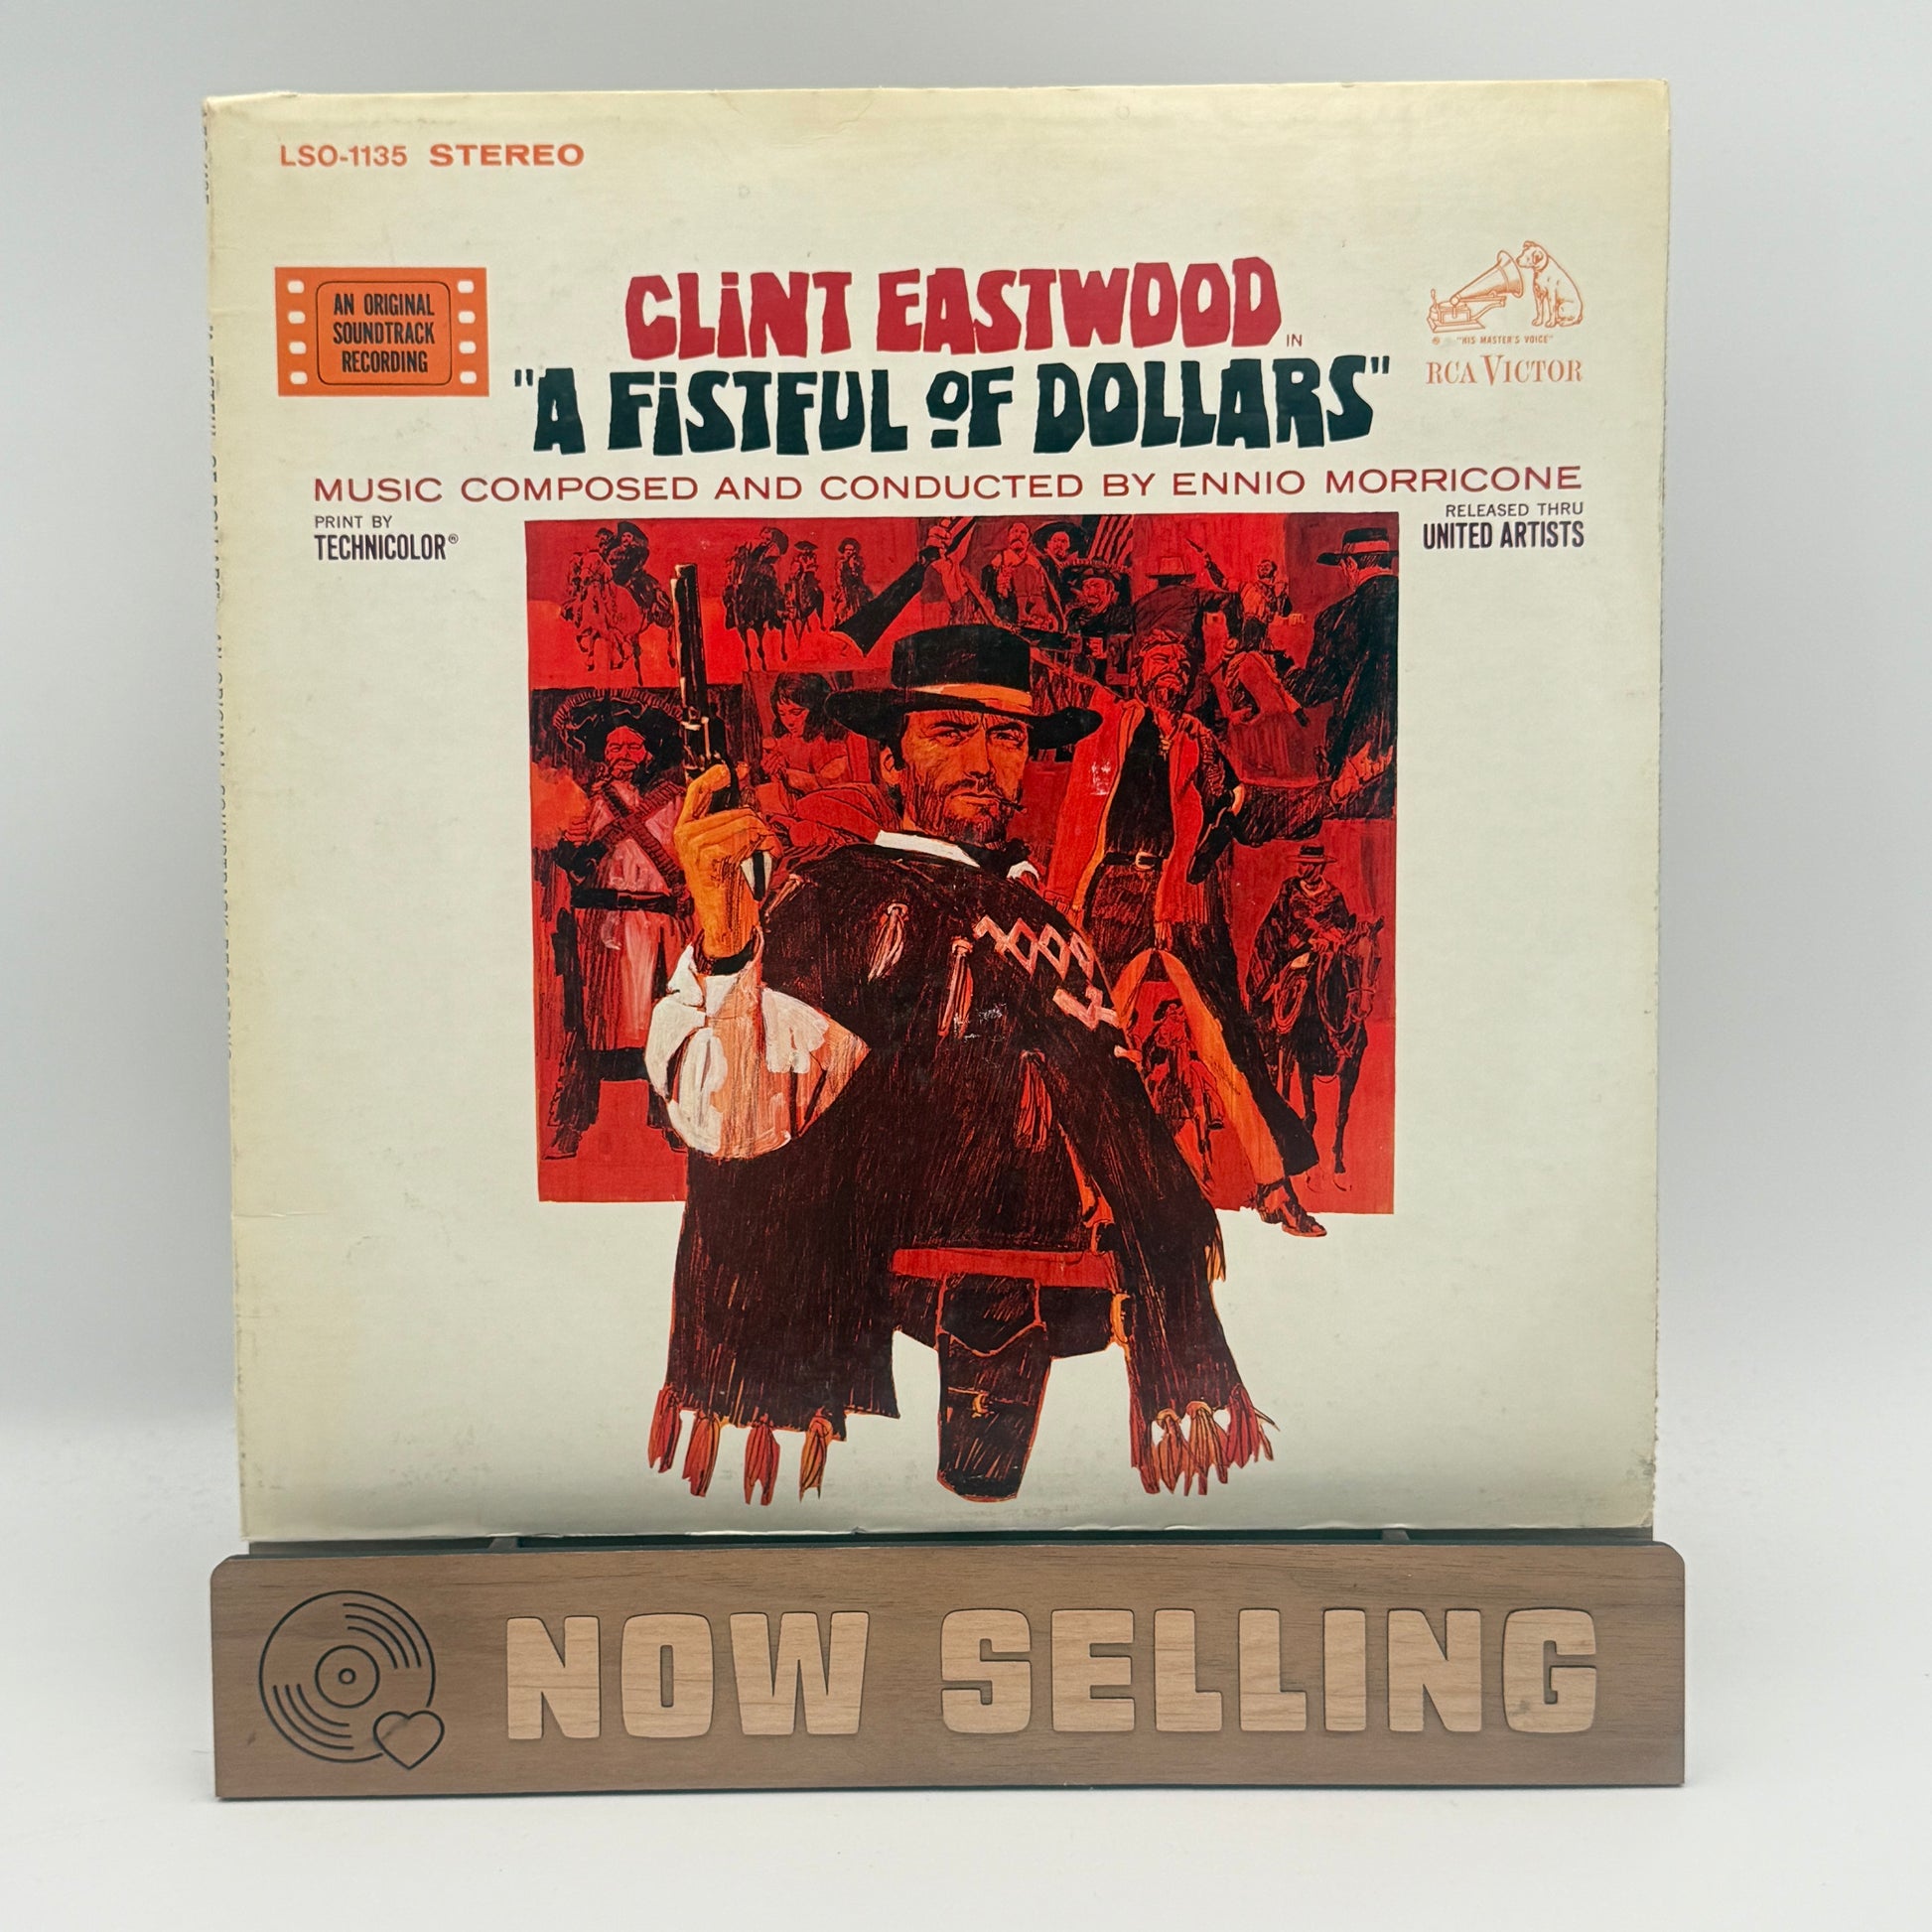 LSO-1135 STEREO
AN ORIGINAL
SOUNDTRACK
RECORDING
CLiNT EASTWOOD
IN
"A FiSTFUL OF DOLLARS"
® "HIS MASTER'S VOICE"
RCA VICTOR
MUSIC COMPOSED AND CONDUCTED BY ENNIO MORRICONE
PRINT BY
TECHNICOLOR®
RELEASED THRU
UNITED ARTISTS
NOW SELLING